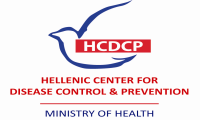 HCDCP
HELLENIC CENTER FOR
DISEASE CONTROL & PREVENTION
MINISTRY OF HEALTH